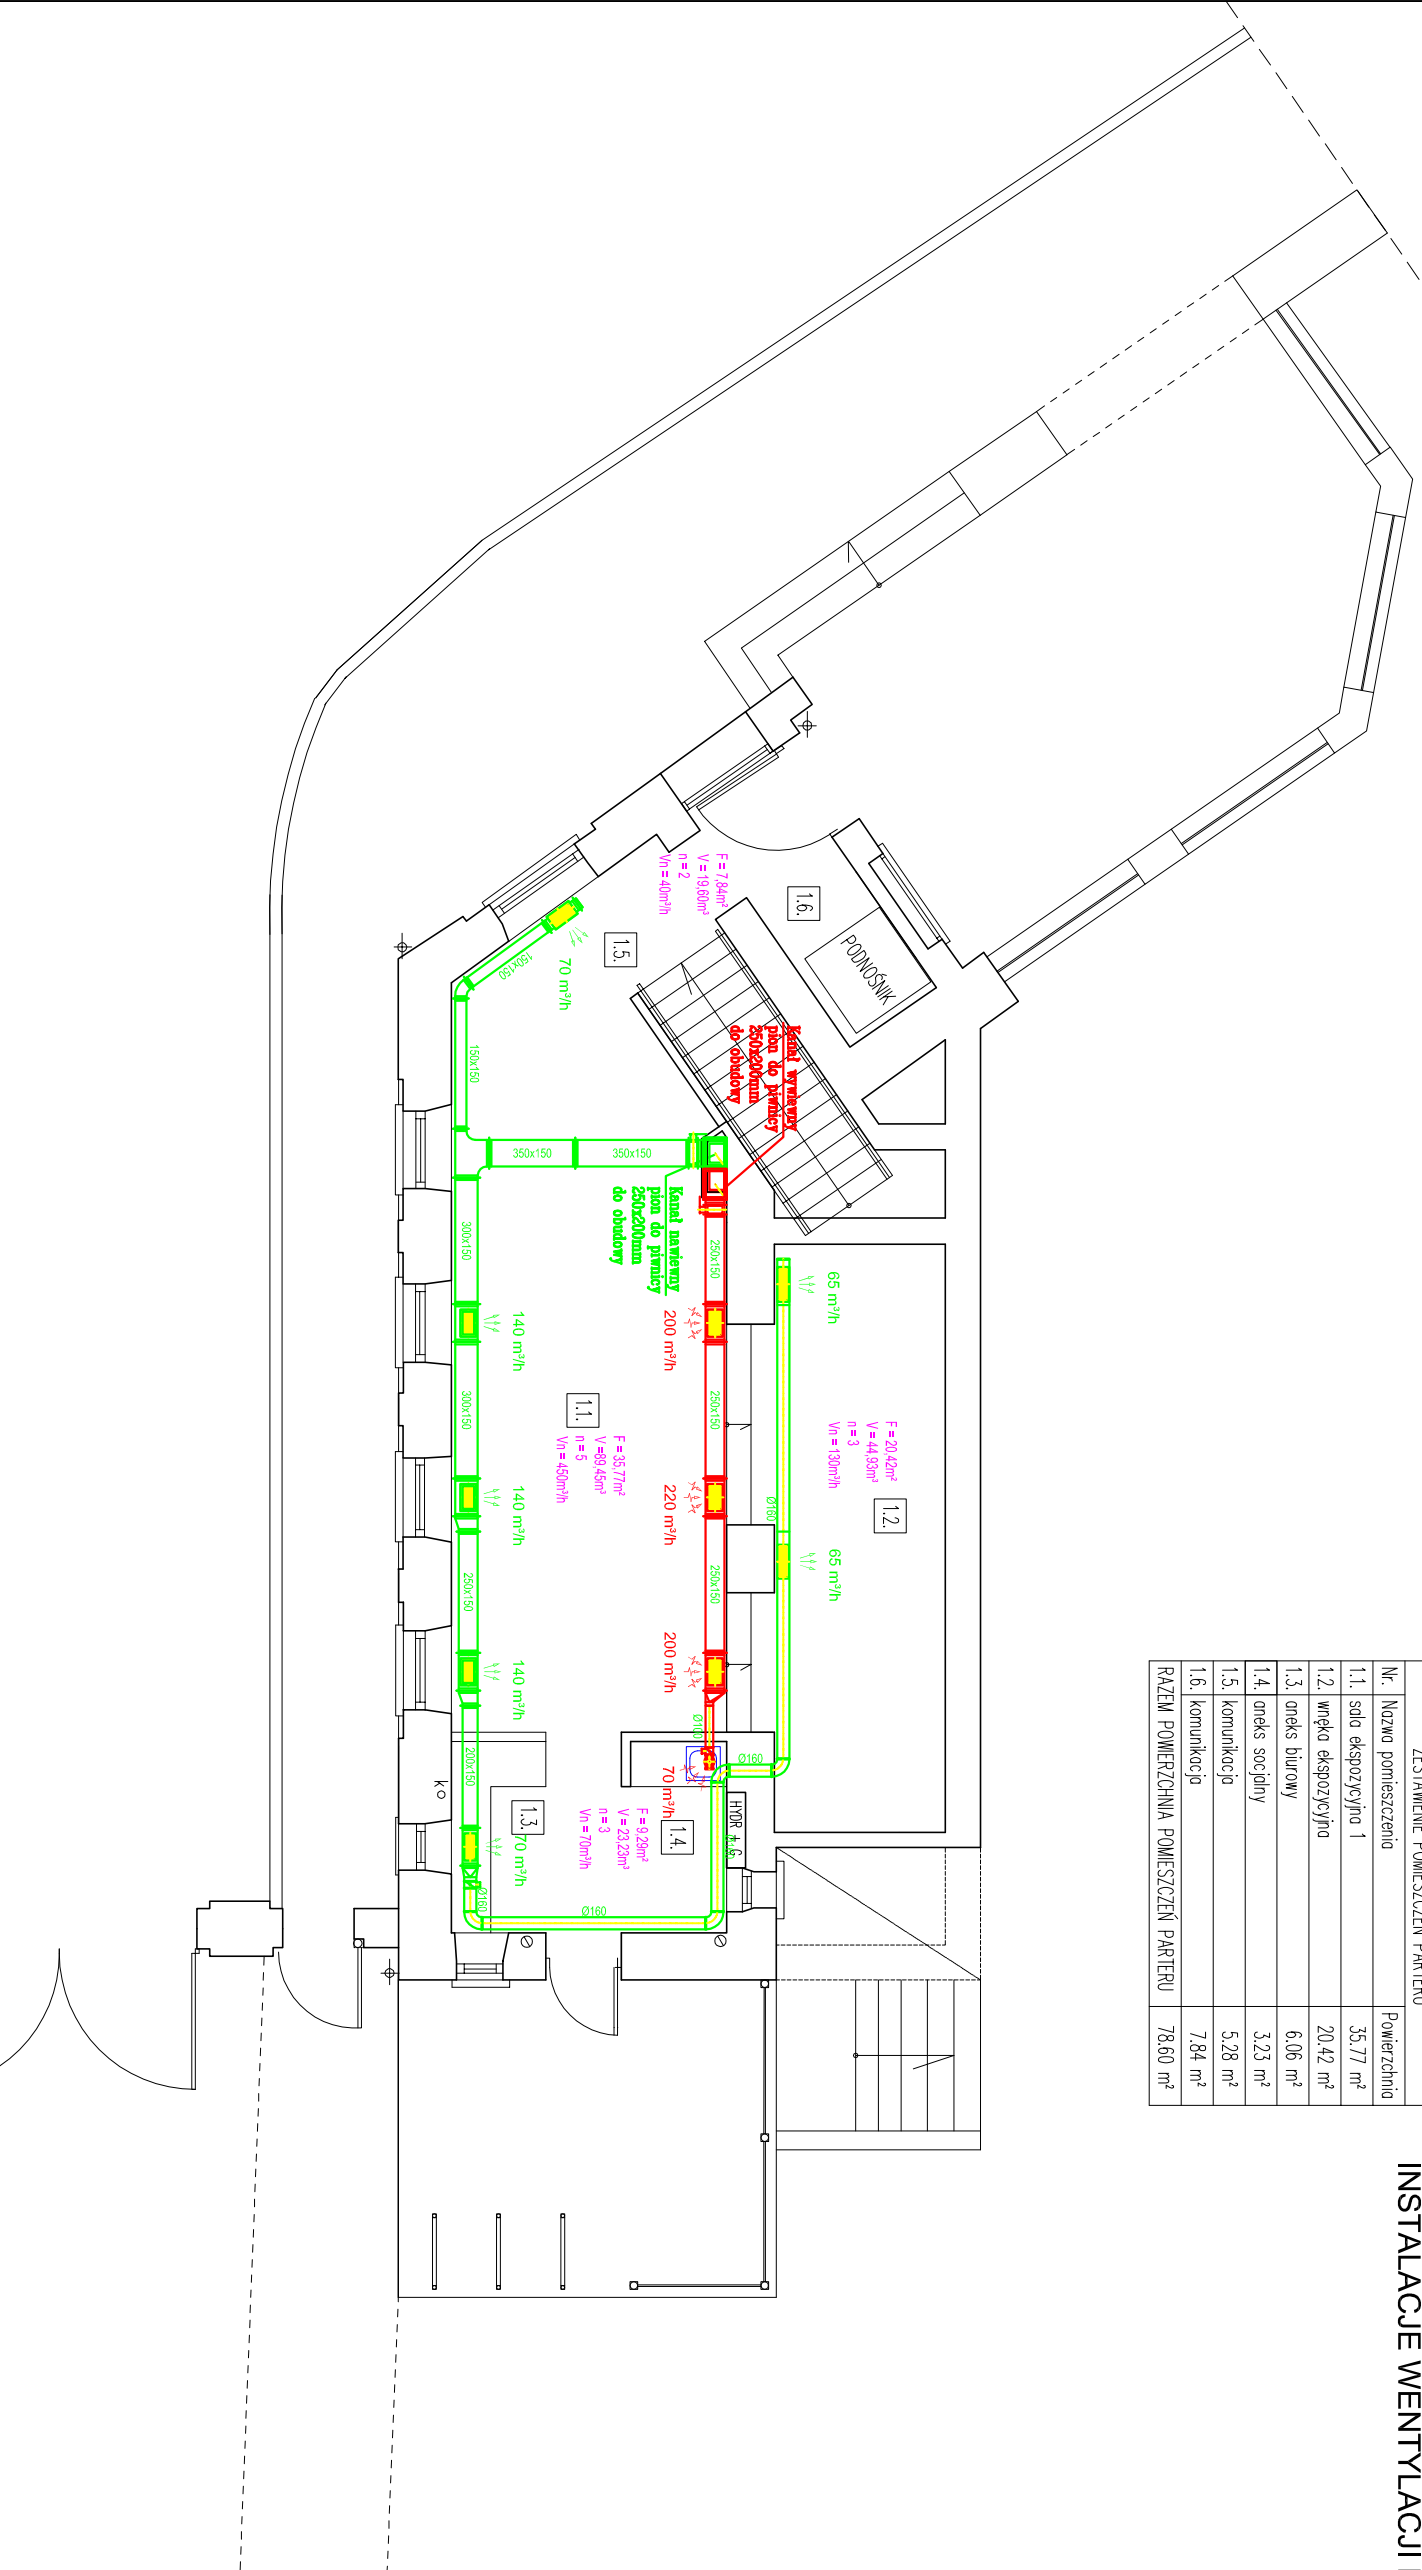 INSTALACJE WENTYLACJI
ZESTAWIENIE POMIESZCZEŃ PARTERU
Nr. Nazwa pomieszczenia Powierzchnia
1.1. sala ekspozycyjna 1 35.77 m²
1.2. wnęka ekspozycyjna 20.42 m²
1.3. aneks biurowy 6.06 m²
1.4. aneks socjalny 3.23 m²
1.5. komunikacja 5.28 m²
1.6. komunikacja 7.84 m²
RAZEM POWIERZCHNIA POMIESZCZEŃ PARTERU 78.60 m²
PODNOŚNIK
1.6.
F = 7,84m²
V = 19,60m³
n = 2
Vn = 40m³/h
1.5.
70 m³/h
150x150
150x150
Kanał wywiewny
pion do piwnicy
250x200mm
do obudowy
350x150
350x150
Kanał nawiewny
pion do piwnicy
250x200mm
do obudowy
65 m³/h
F = 20,42m²
V = 44,93m³
n = 3
Vn = 130m³/h
1.2.
Ø160
65 m³/h
250x150
200 m³/h
250x150
220 m³/h
250x150
200 m³/h
Ø160
Ø160
70 m³/h
1.1.
F = 35,77m²
V =89,45m³
n = 5
Vn = 450m³/h
300x150
140 m³/h
300x150
140 m³/h
250x150
140 m³/h
200x150
HYDR + G
Ø160
1.4.
F = 9,29m²
V = 23,23m³
n = 3
Vn = 70m³/h
1.3.
70 m³/h
Ø160
Ø160
k